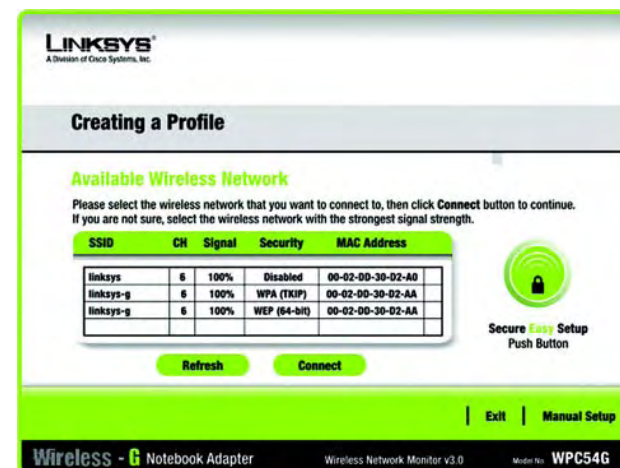 LINKSYS®
A Division of Cisco Systems, Inc.
Creating a Profile
Available Wireless Network
Please select the wireless network that you want to connect to, then click Connect button to continue.
If you are not sure, select the wireless network with the strongest signal strength.
SSID CH Signal Security MAC Address
linksys 6 100% Disabled 00-02-DD-30-D2-A0
linksys-g 6 100% WPA (TKIP) 00-02-DD-30-D2-AA
linksys-g 6 100% WEP (64-bit) 00-02-DD-30-D2-AA
Secure Easy Setup
Push Button
Refresh Connect
Exit Manual Setup
Wireless - G Notebook Adapter Wireless Network Monitor v3.0 Model No. WPC54G